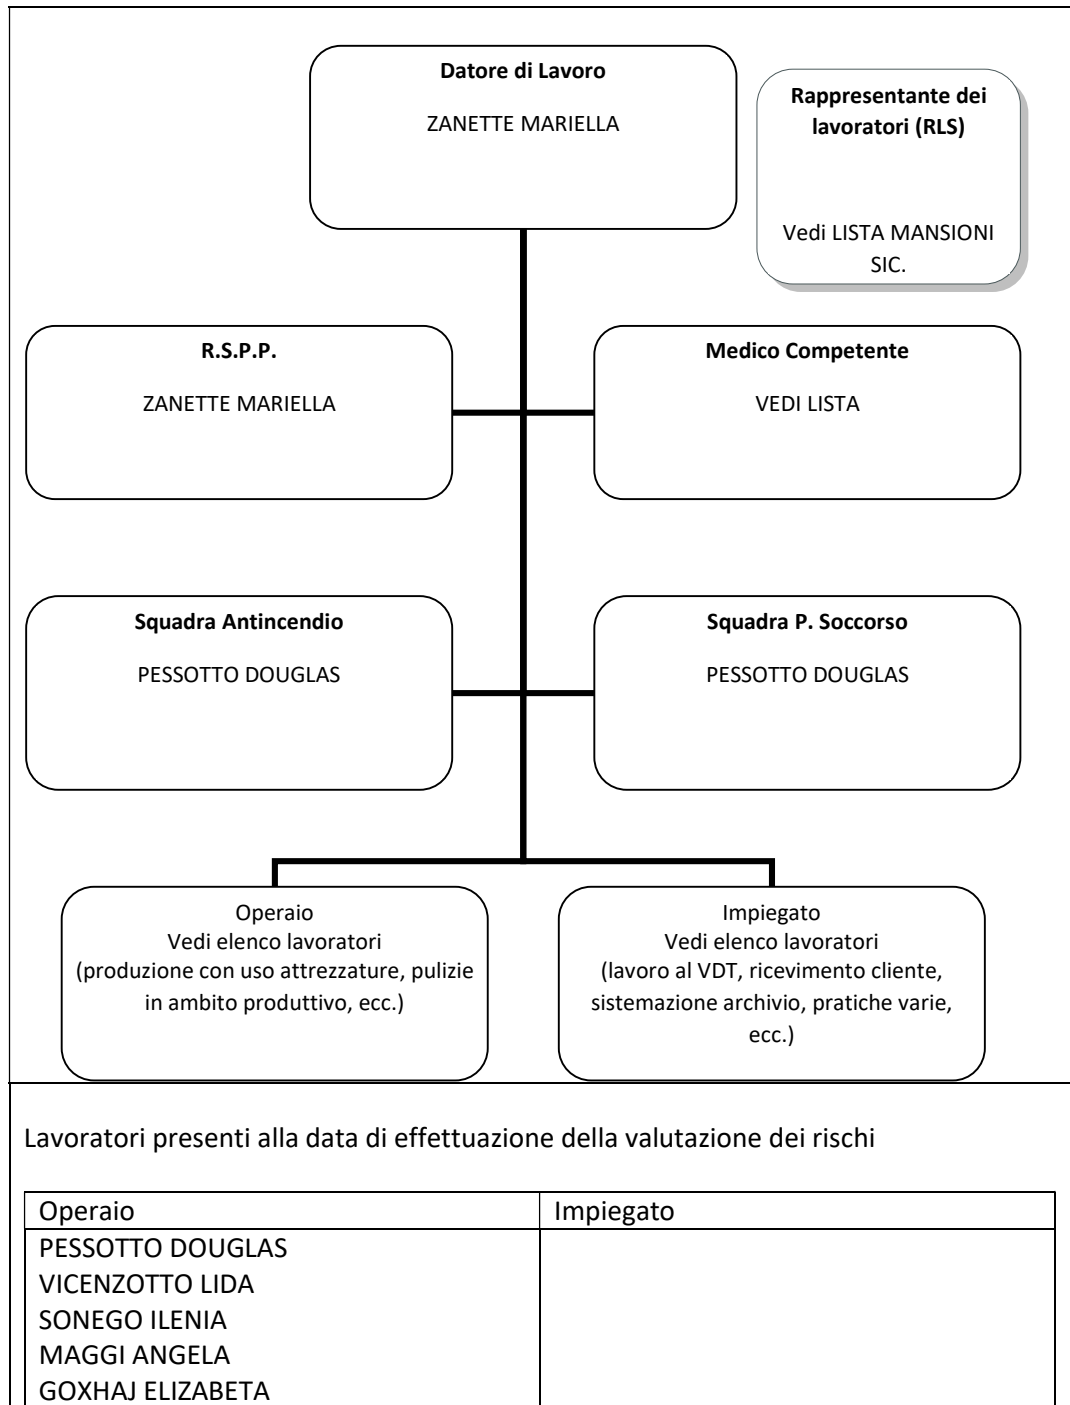 Datore di Lavoro
ZANETTE MARIELLA
Rappresentante dei
lavoratori (RLS)
Vedi LISTA MANSIONI
SIC.
R.S.P.P.
ZANETTE MARIELLA
Medico Competente
VEDI LISTA
Squadra Antincendio
PESSOTTO DOUGLAS
Squadra P. Soccorso
PESSOTTO DOUGLAS
Operaio
Vedi elenco lavoratori
(produzione con uso attrezzature, pulizie
in ambito produttivo, ecc.)
Impiegato
Vedi elenco lavoratori
(lavoro al VDT, ricevimento cliente,
sistemazione archivio, pratiche varie,
ecc.)
Lavoratori presenti alla data di effettuazione della valutazione dei rischi
Operaio
Impiegato
PESSOTTO DOUGLAS
VICENZOTTO LIDA
SONEGO ILENIA
MAGGI ANGELA
GOXHAJ ELIZABETA